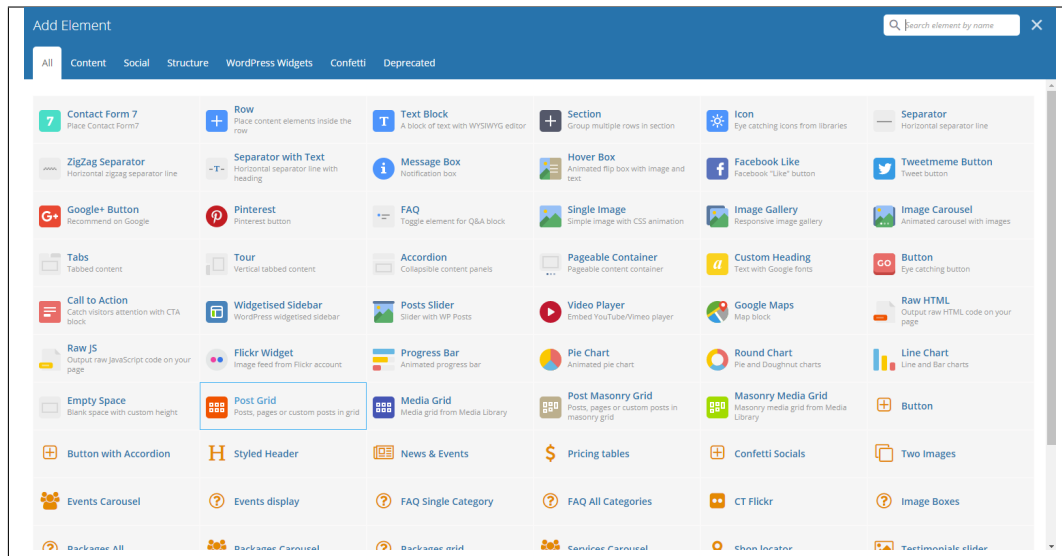 Add Element
Search element by name
All Content Social Structure WordPress Widgets Confetti Deprecated
Contact Form 7
Place Contact Form7
Row
Place content elements inside the
row
Text Block
A block of text with WYSIWYG editor
Section
Group multiple rows in section
Icon
Eye catching icons from libraries
Separator
Horizontal separator line
ZigZag Separator
Horizontal zigzag separator line
Separator with Text
Horizontal separator line with
heading
Message Box
Notification box
Hover Box
Animated flip box with image and
text
Facebook Like
Facebook "Like" button
Tweetmeme Button
Tweet button
Google+ Button
Recommend on Google
Pinterest
Pinterest button
FAQ
Toggle element for Q&A block
Single Image
Simple image with CSS animation
Image Gallery
Responsive image gallery
Image Carousel
Animated carousel with images
Tabs
Tabbed content
Tour
Vertical tabbed content
Accordion
Collapsible content panels
Pageable Container
Pageable content container
Custom Heading
Text with Google fonts
GO
Button
Eye catching button
Call to Action
Catch visitors attention with CTA
block
Widgetised Sidebar
WordPress widgetised sidebar
Posts Slider
Slider with WP Posts
Video Player
Embed YouTube/Vimeo player
Google Maps
Map block
Raw HTML
Output raw HTML code on your
page
Raw JS
Output raw JavaScript code on your
page
Flickr Widget
Image feed from Flickr account
Progress Bar
Animated progress bar
Pie Chart
Animated pie chart
Round Chart
Pie and Doughnut charts
Line Chart
Line and Bar charts
Empty Space
Blank space with custom height
Post Grid
Posts, pages or custom posts in grid
Media Grid
Media grid from Media Library
Post Masonry Grid
Posts, pages or custom posts in
masonry grid
Masonry Media Grid
Masonry media grid from Media
Library
Button
Button with Accordion
Styled Header
News & Events
Pricing tables
Confetti Socials
Two Images
Events Carousel
Events display
FAQ Single Category
FAQ All Categories
CT Flickr
Image Boxes
Packages All
Packages Carousel
Packages grid
Services Carousel
Shop locator
Testimonials slider